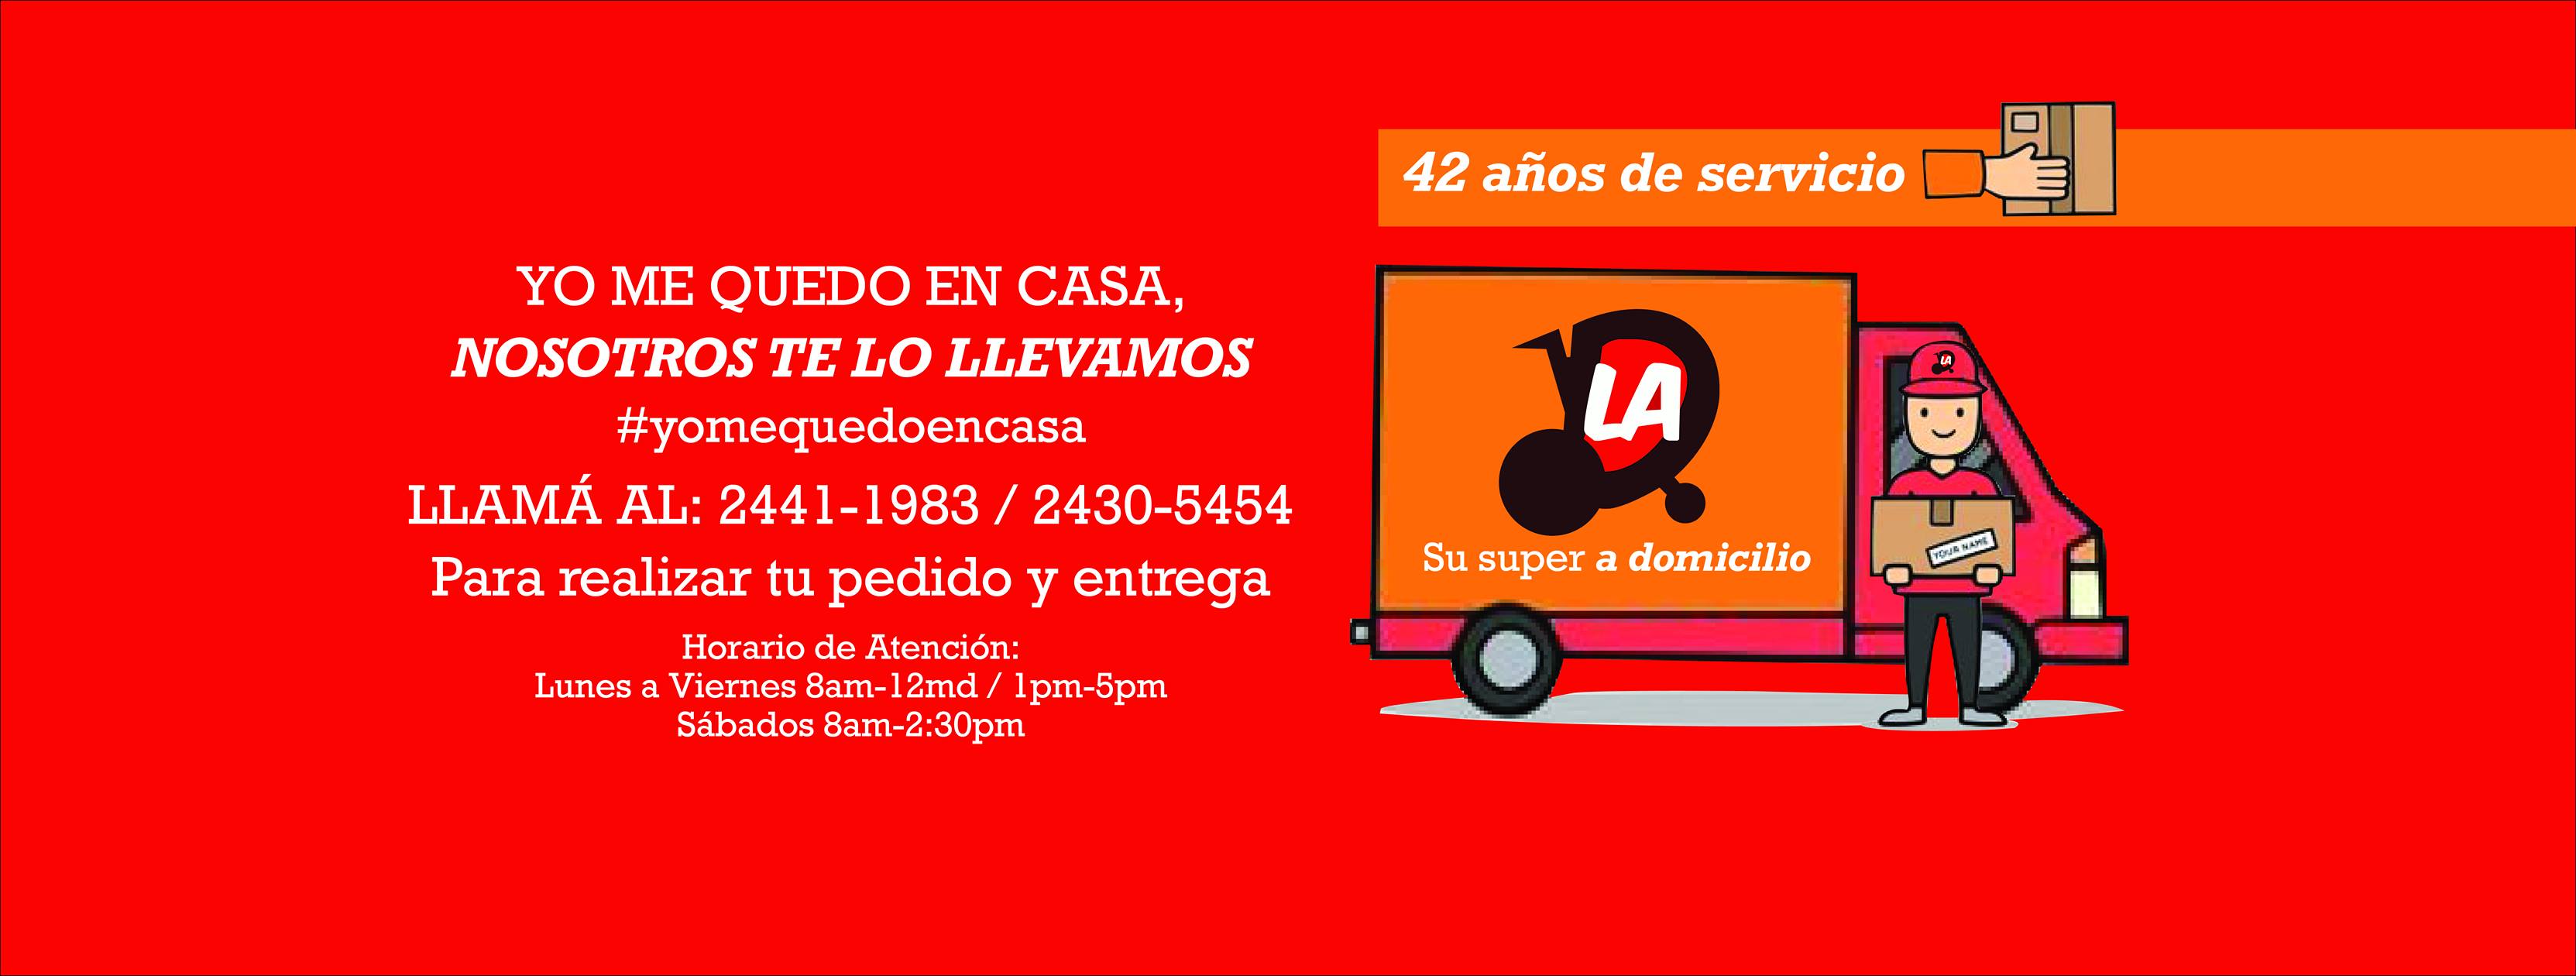 42 años de servicio
YO ME QUEDO EN CASA,
NOSOTROS TE LO LLEVAMOS
#yomequedoencasa
LLAMÁ AL: 2441-1983 / 2430-5454
Para realizar tu pedido y entrega
Horario de Atención:
Lunes a Viernes 8am-12md / 1pm-5pm
Sábados 8am-2:30pm
LA
Su super a domicilio
LA
YOUR NAME